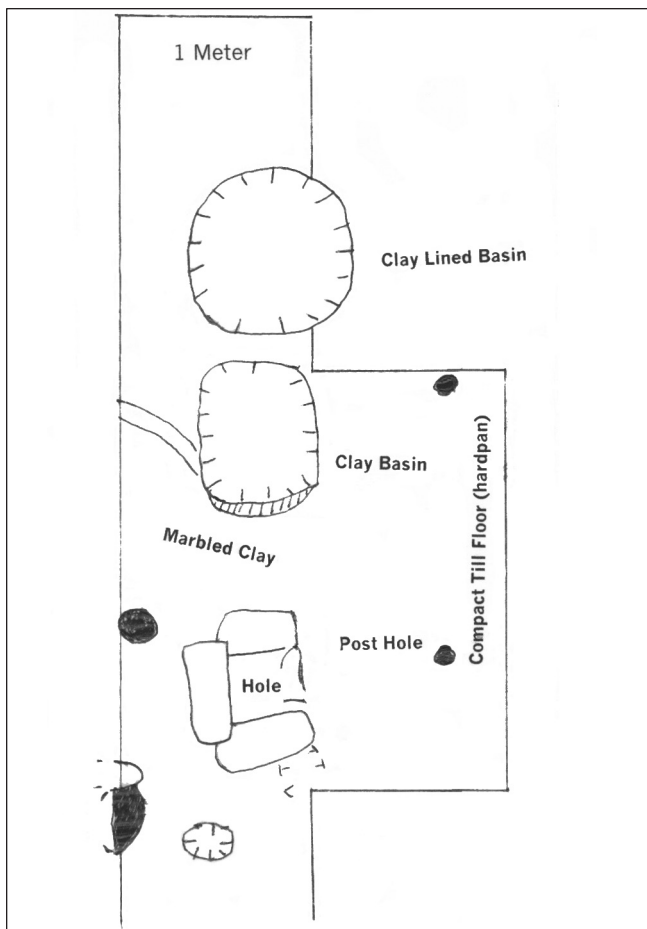 1 Meter
Clay Lined Basin
Clay Basin
Compact Till Floor (hardpan)
Marbled Clay
Post Hole
Hole